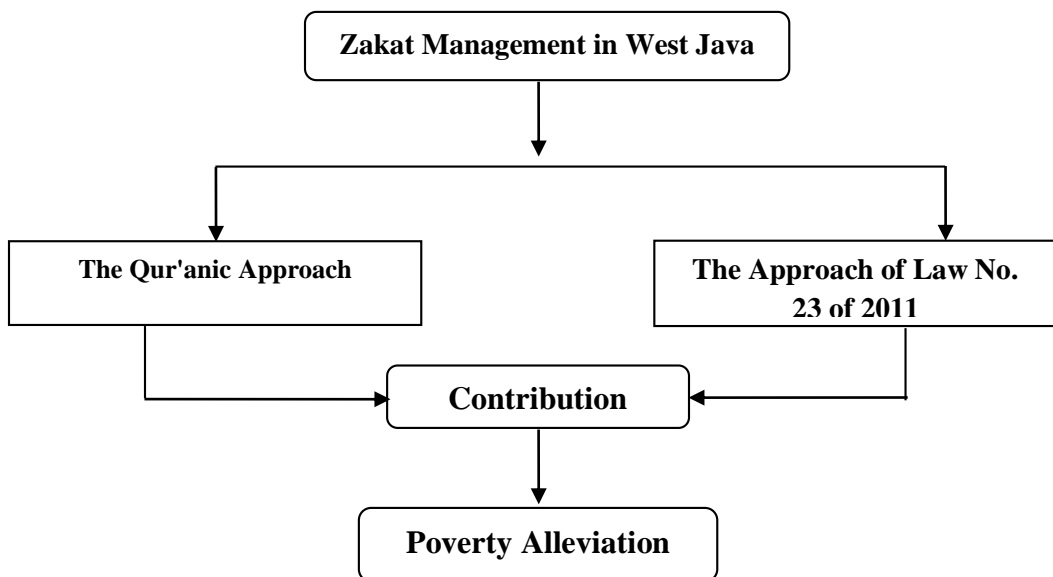 Zakat Management in West Java
The Qur'anic Approach
The Approach of Law No.
23 of 2011
Contribution
Poverty Alleviation